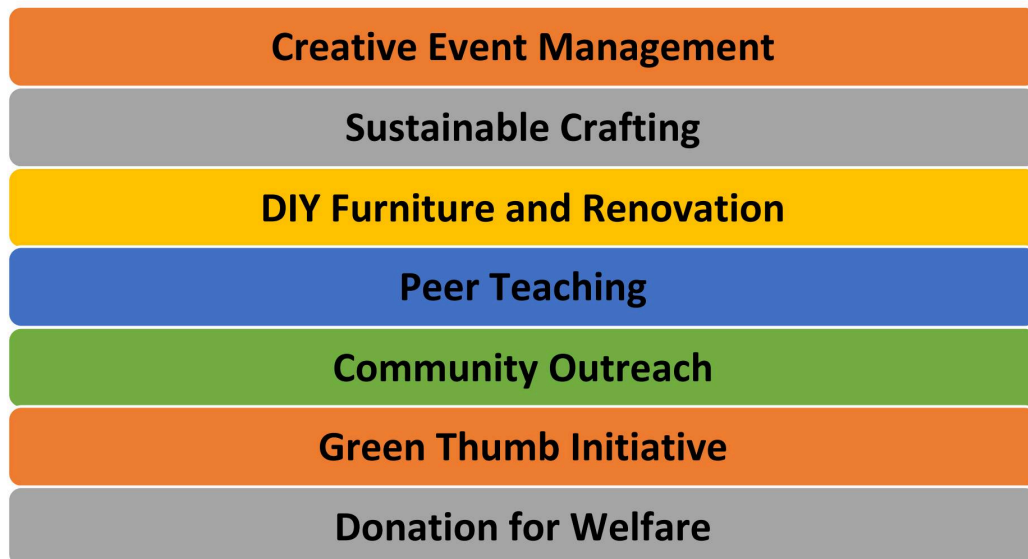 Creative Event Management
Sustainable Crafting
DIY Furniture and Renovation
Peer Teaching
Community Outreach
Green Thumb Initiative
Donation for Welfare